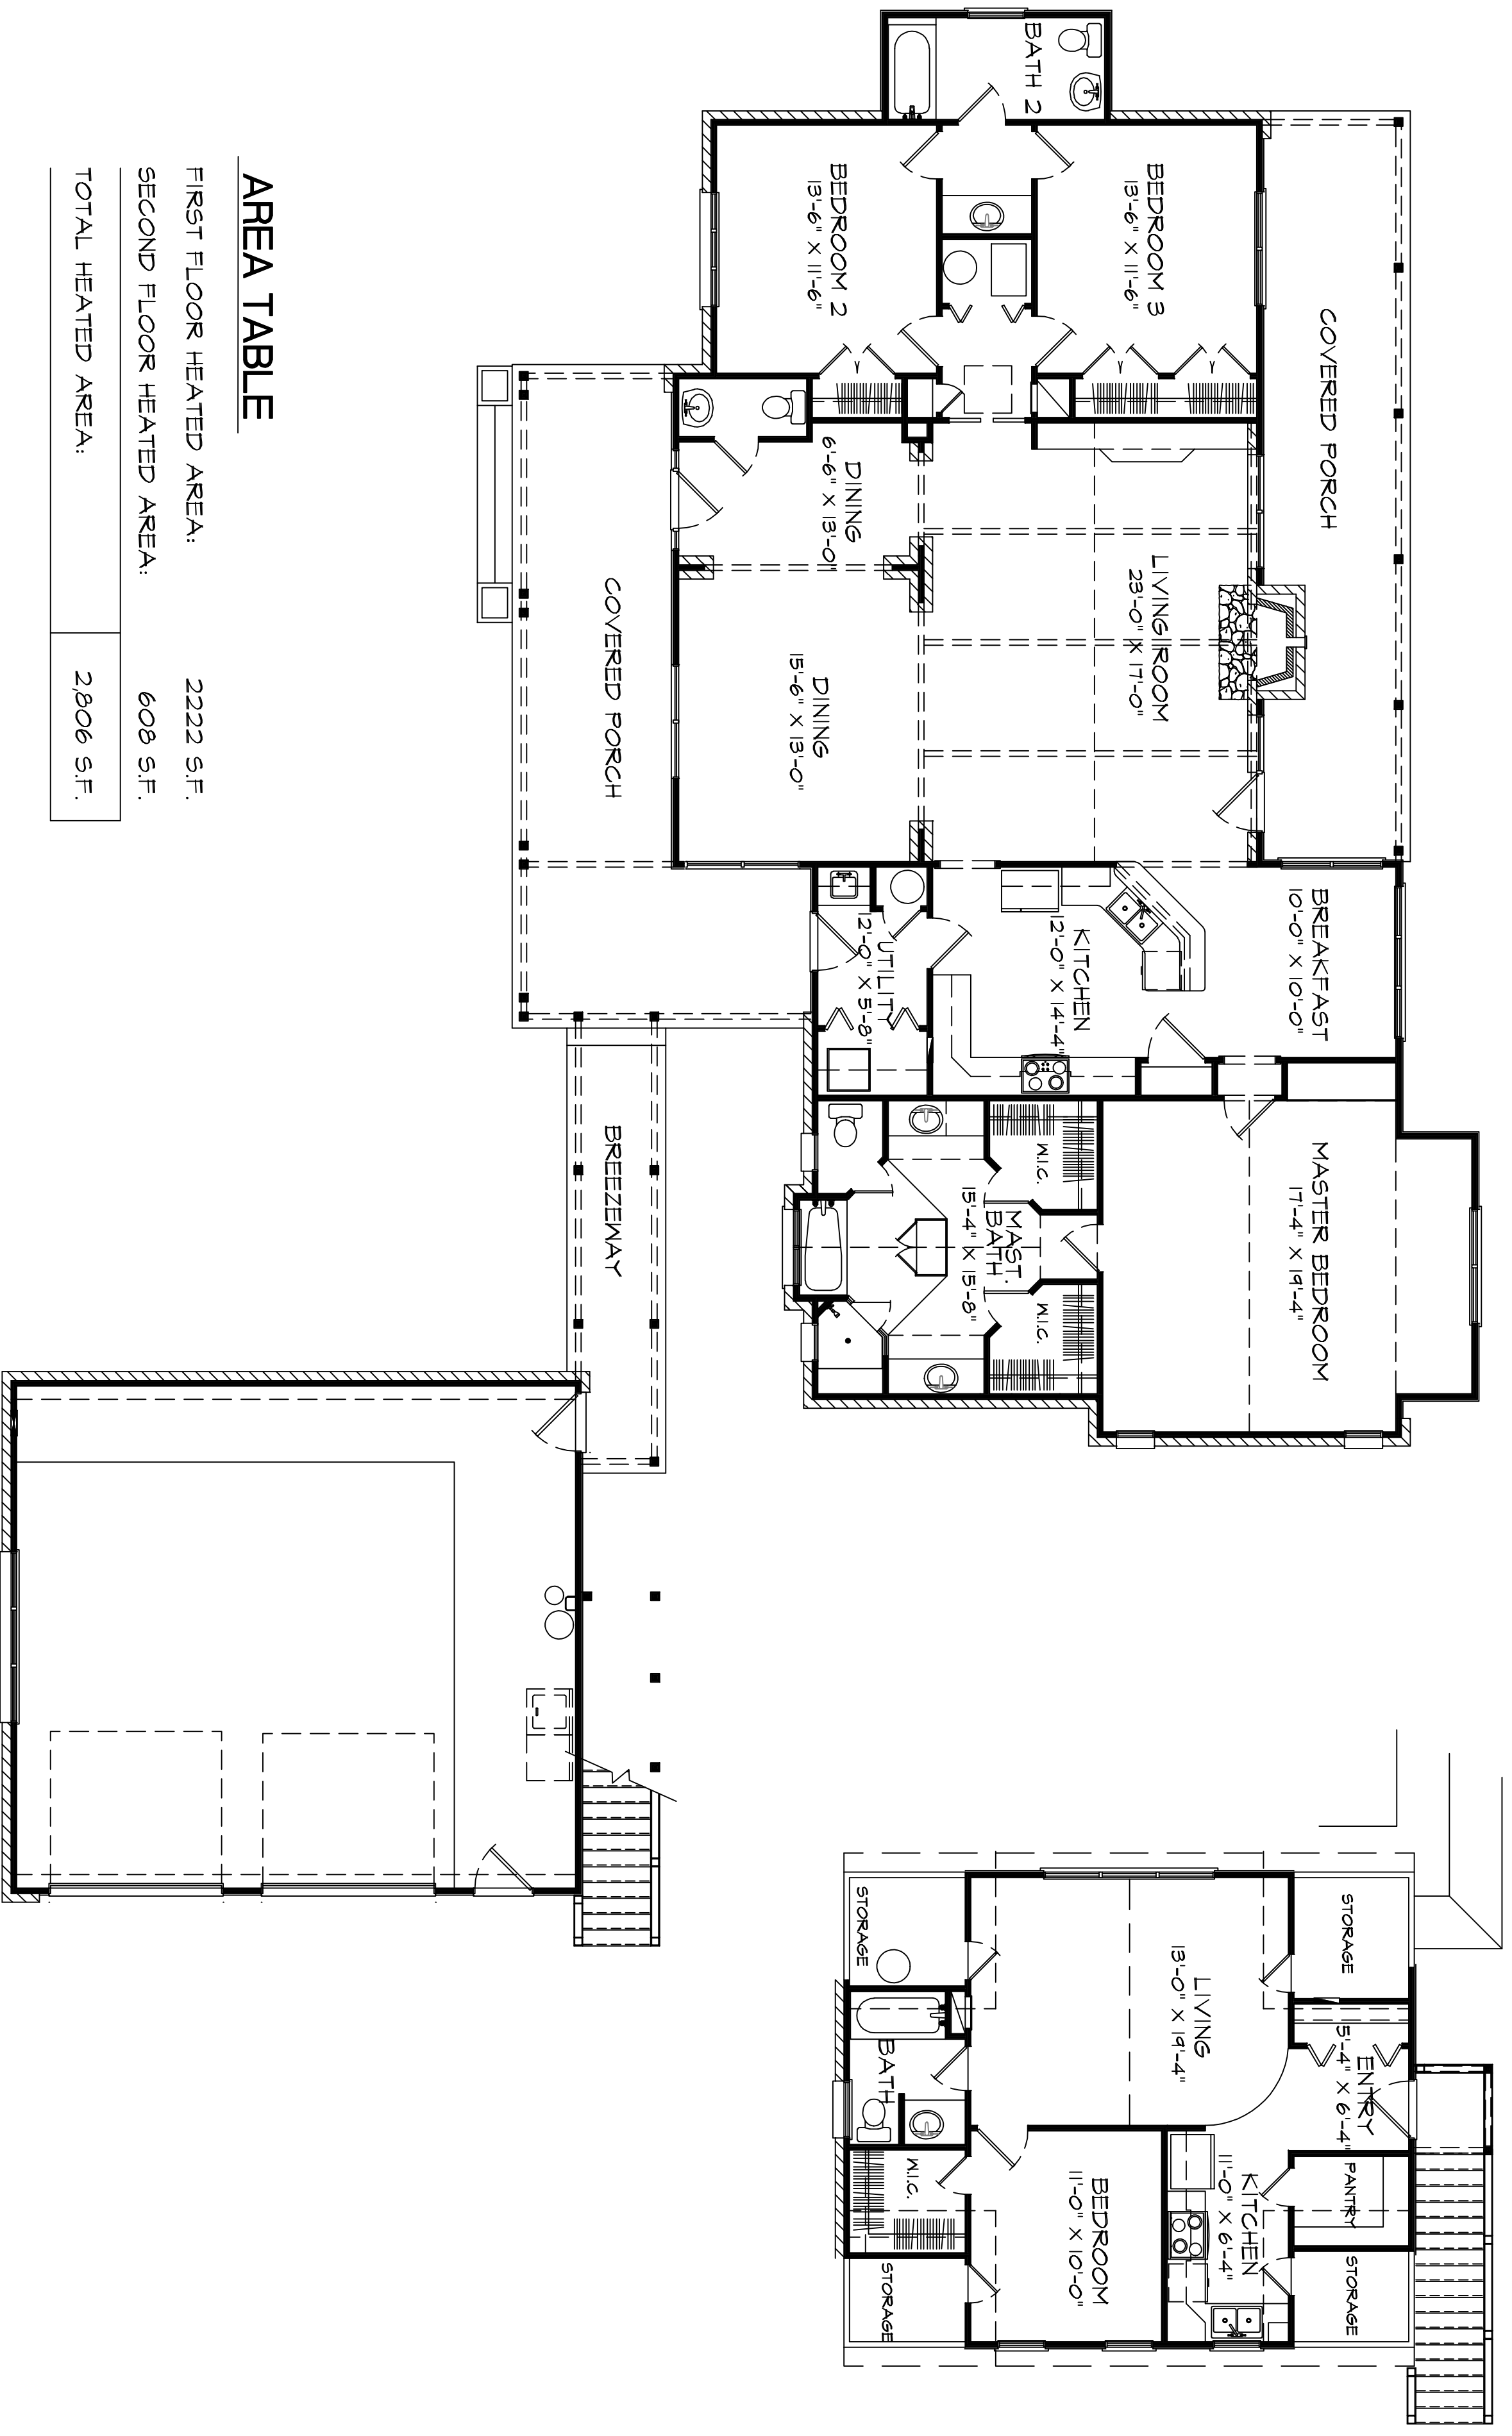 BATH 2
BEDROOM 3
13'-6" X 11'-6"
BEDROOM 2
13'-6" X 11'-6"
COVERED PORCH
LIVING ROOM
23'-0" X 17'-0"
DINING
6'-6" X 13'-0"
DINING
15'-6" X 13'-0"
COVERED PORCH
BREAKFAST
10'-0" X 10'-0"
KITCHEN
12'-0" X 14'-4"
UTILITY
12'-0" X 5'-8"
MASTER BEDROOM
17'-4" X 19'-4"
W.I.C.
W.I.C.
MAST.
BATH
15'-4" X 15'-8"
BREEZEWAY
STORAGE
STORAGE
ENTRY
5'-4" X 6'-4"
LIVING
13'-0" X 19'-4"
BATH
W.I.C.
PANTRY
KITCHEN
11'-0" X 6'-4"
BEDROOM
11'-0" X 10'-0"
STORAGE
STORAGE
AREA TABLE
FIRST FLOOR HEATED AREA: 2222 S.F.
SECOND FLOOR HEATED AREA: 608 S.F.
TOTAL HEATED AREA: 2,806 S.F.